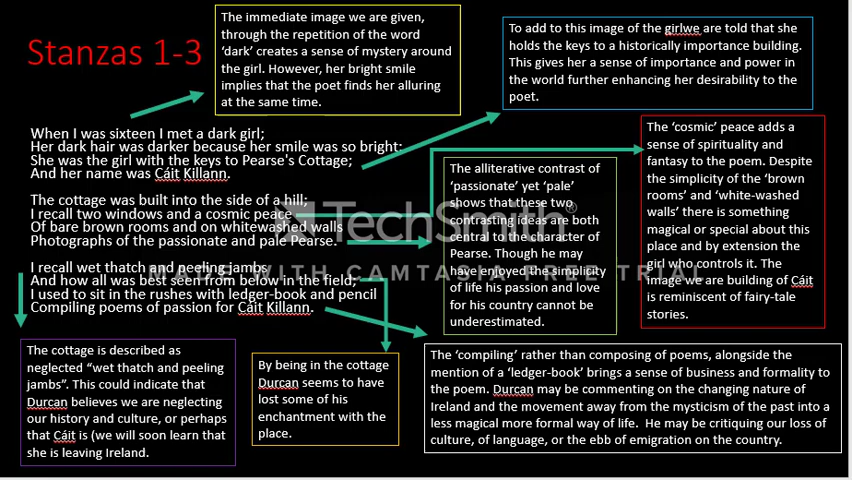 Stanzas 1-3
The immediate image we are given,
through the repetition of the word
‘dark’ creates a sense of mystery around
the girl. However, her bright smile
implies that the poet finds her alluring
at the same time.
To add to this image of the girlwe are told that she
holds the keys to a historically importance building.
This gives her a sense of importance and power in
the world further enhancing her desirability to the
poet.
When I was sixteen I met a dark girl;
Her dark hair was darker because her smile was so bright;
She was the girl with the keys to Pearse's Cottage;
And her name was Cáit Killann.
The cottage was built into the side of a hill;
I recall two windows and a cosmic peace
Of bare brown rooms and on whitewashed walls
Photographs of the passionate and pale Pearse.
I recall wet thatch and peeling jambs
And how all was best seen from below in the field;
I used to sit in the rushes with ledger-book and pencil
Compiling poems of passion for Cáit Killann.
The alliterative contrast of
‘passionate’ yet ‘pale’
shows that these two
contrasting ideas are both
central to the character of
Pearse. Though he may
have enjoyed the simplicity
of life his passion and love
for his country cannot be
underestimated.
The ‘cosmic’ peace adds a
sense of spirituality and
fantasy to the poem. Despite
the simplicity of the ‘brown
rooms’ and ‘white-washed
walls’ there is something
magical or special about this
place and by extension the
girl who controls it. The
image we are building of Cáit
is reminiscent of fairy-tale
stories.
TechSmith®
MADE WITH CAMTASIA FREE TRIAL
The cottage is described as
neglected “wet thatch and peeling
jambs”. This could indicate that
Durcan believes we are neglecting
our history and culture, or perhaps
that Cáit is (we will soon learn that
she is leaving Ireland.
By being in the cottage
Durcan seems to have
lost some of his
enchantment with the
place.
The ‘compiling’ rather than composing of poems, alongside the
mention of a ‘ledger-book’ brings a sense of business and formality to
the poem. Durcan may be commenting on the changing nature of
Ireland and the movement away from the mysticism of the past into a
less magical more formal way of life.  He may be critiquing our loss of
culture, of language, or the ebb of emigration on the country.